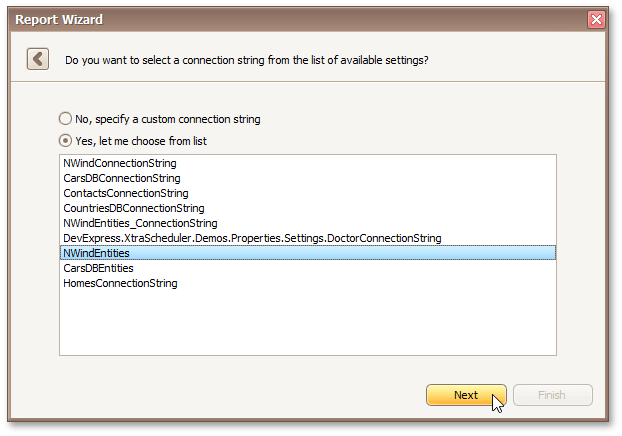 Report Wizard
Do you want to select a connection string from the list of available settings?
No, specify a custom connection string
Yes, let me choose from list
NWindConnectionString
CarsDBConnectionString
ContactsConnectionString
CountriesDBConnectionString
NWindEntities_ConnectionString
DevExpress.XtraScheduler.Demos.Properties.Settings.DoctorConnectionString
NWindEntities
CarsDBEntities
HomesConnectionString
Next
Finish